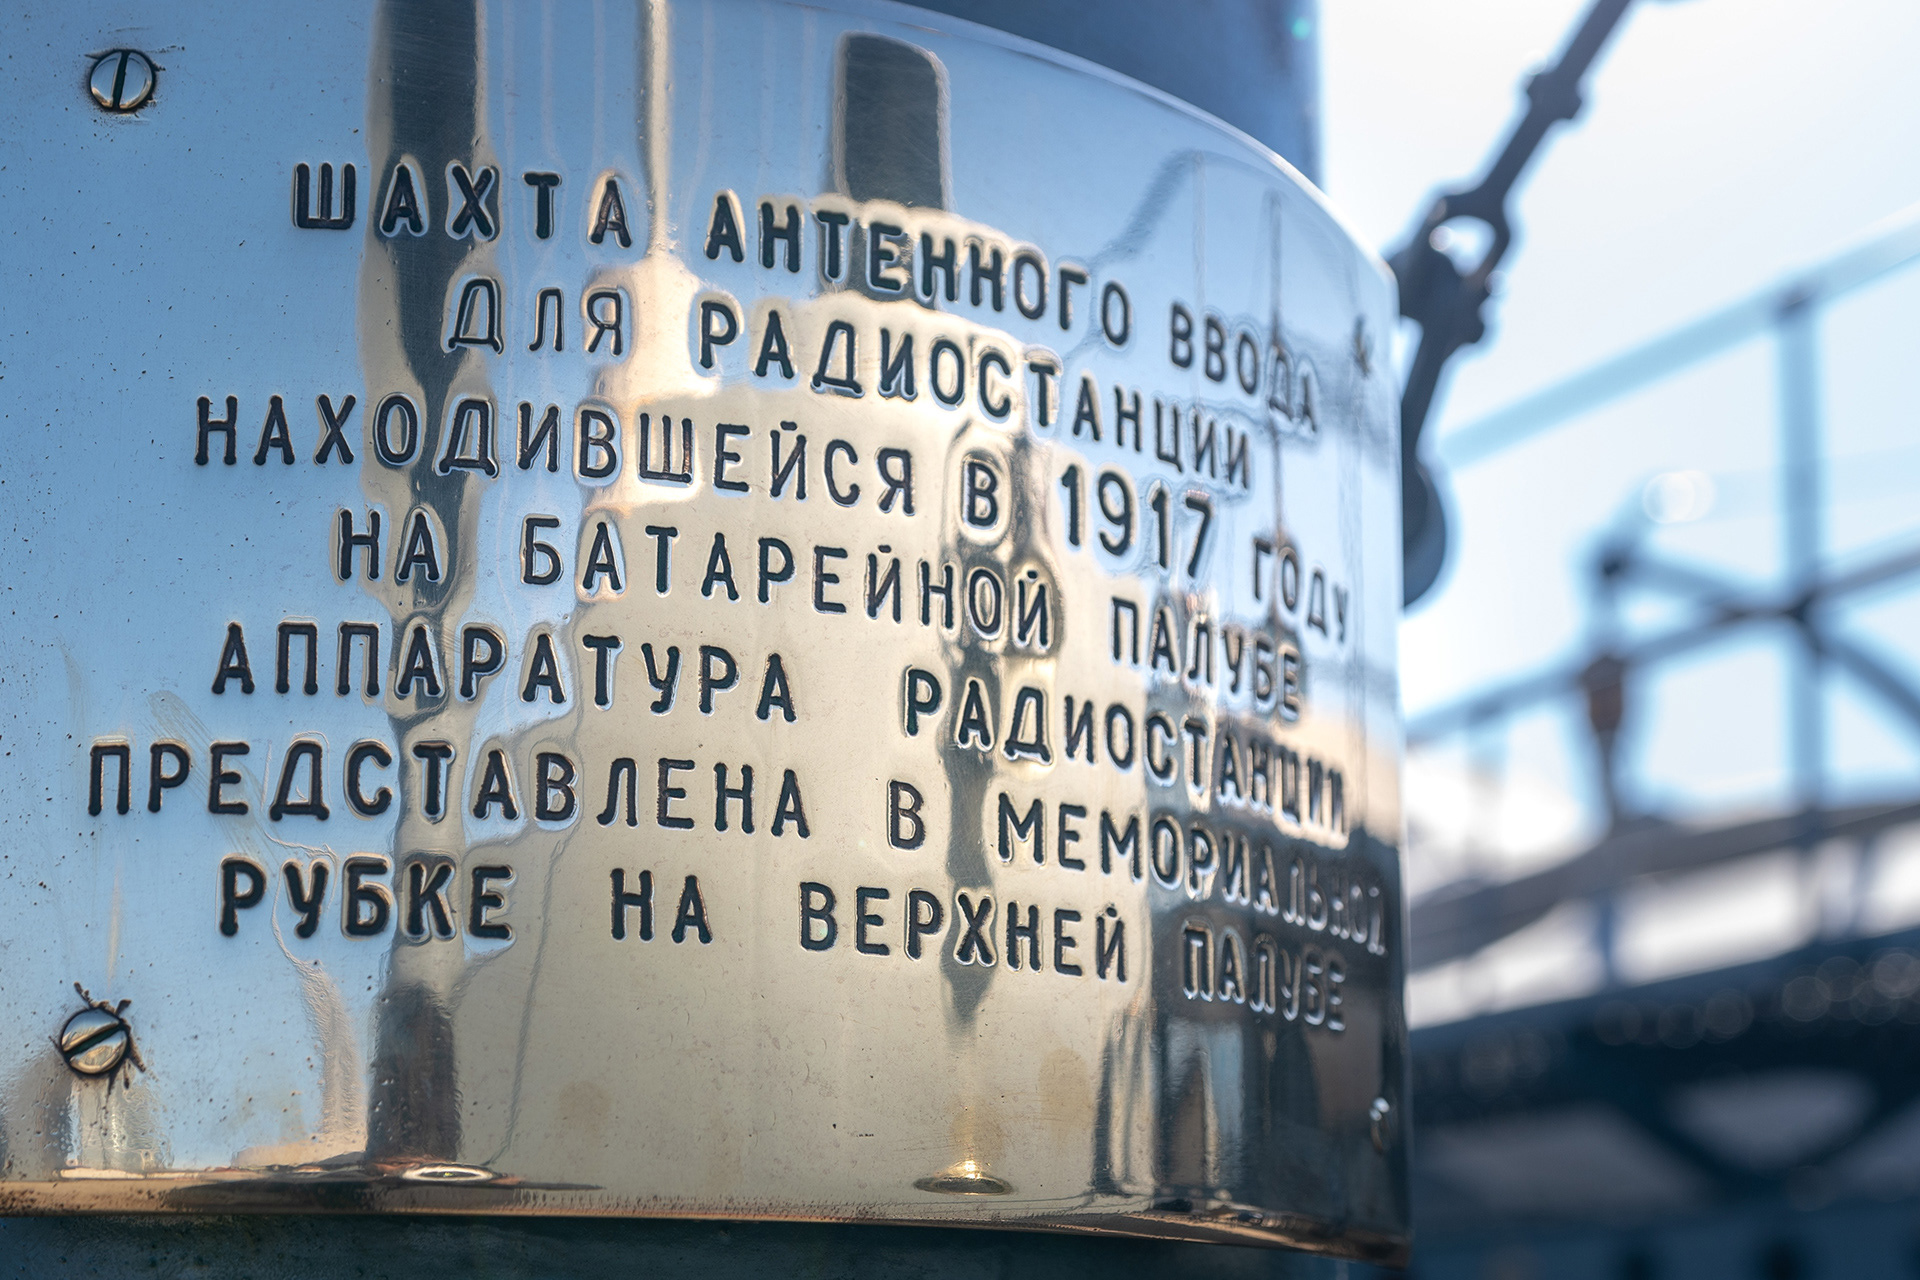 ШАХТА АНТЕННОГО ВВОДА
ДЛЯ РАДИОСТАНЦИИ
НАХОДИВШЕЙСЯ В 1917 ГОДУ
НА БАТАРЕЙНОЙ ПАЛУБЕ
АППАРАТУРА РАДИОСТАНЦИИ
ПРЕДСТАВЛЕНА В МЕМОРИАЛЬНОЙ
РУБКЕ НА ВЕРХНЕЙ ПАЛУБЕ